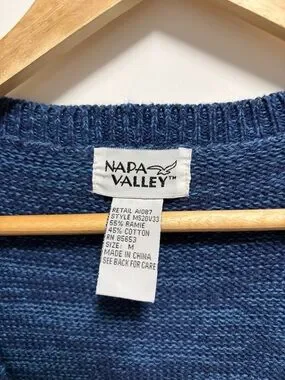 NAPA
VALLEY™
RETAIL A1087
STYLE MS20V33
55% RAMIE
45% COTTON
RN 85653
SIZE: M
MADE IN CHINA
SEE BACK FOR CARE